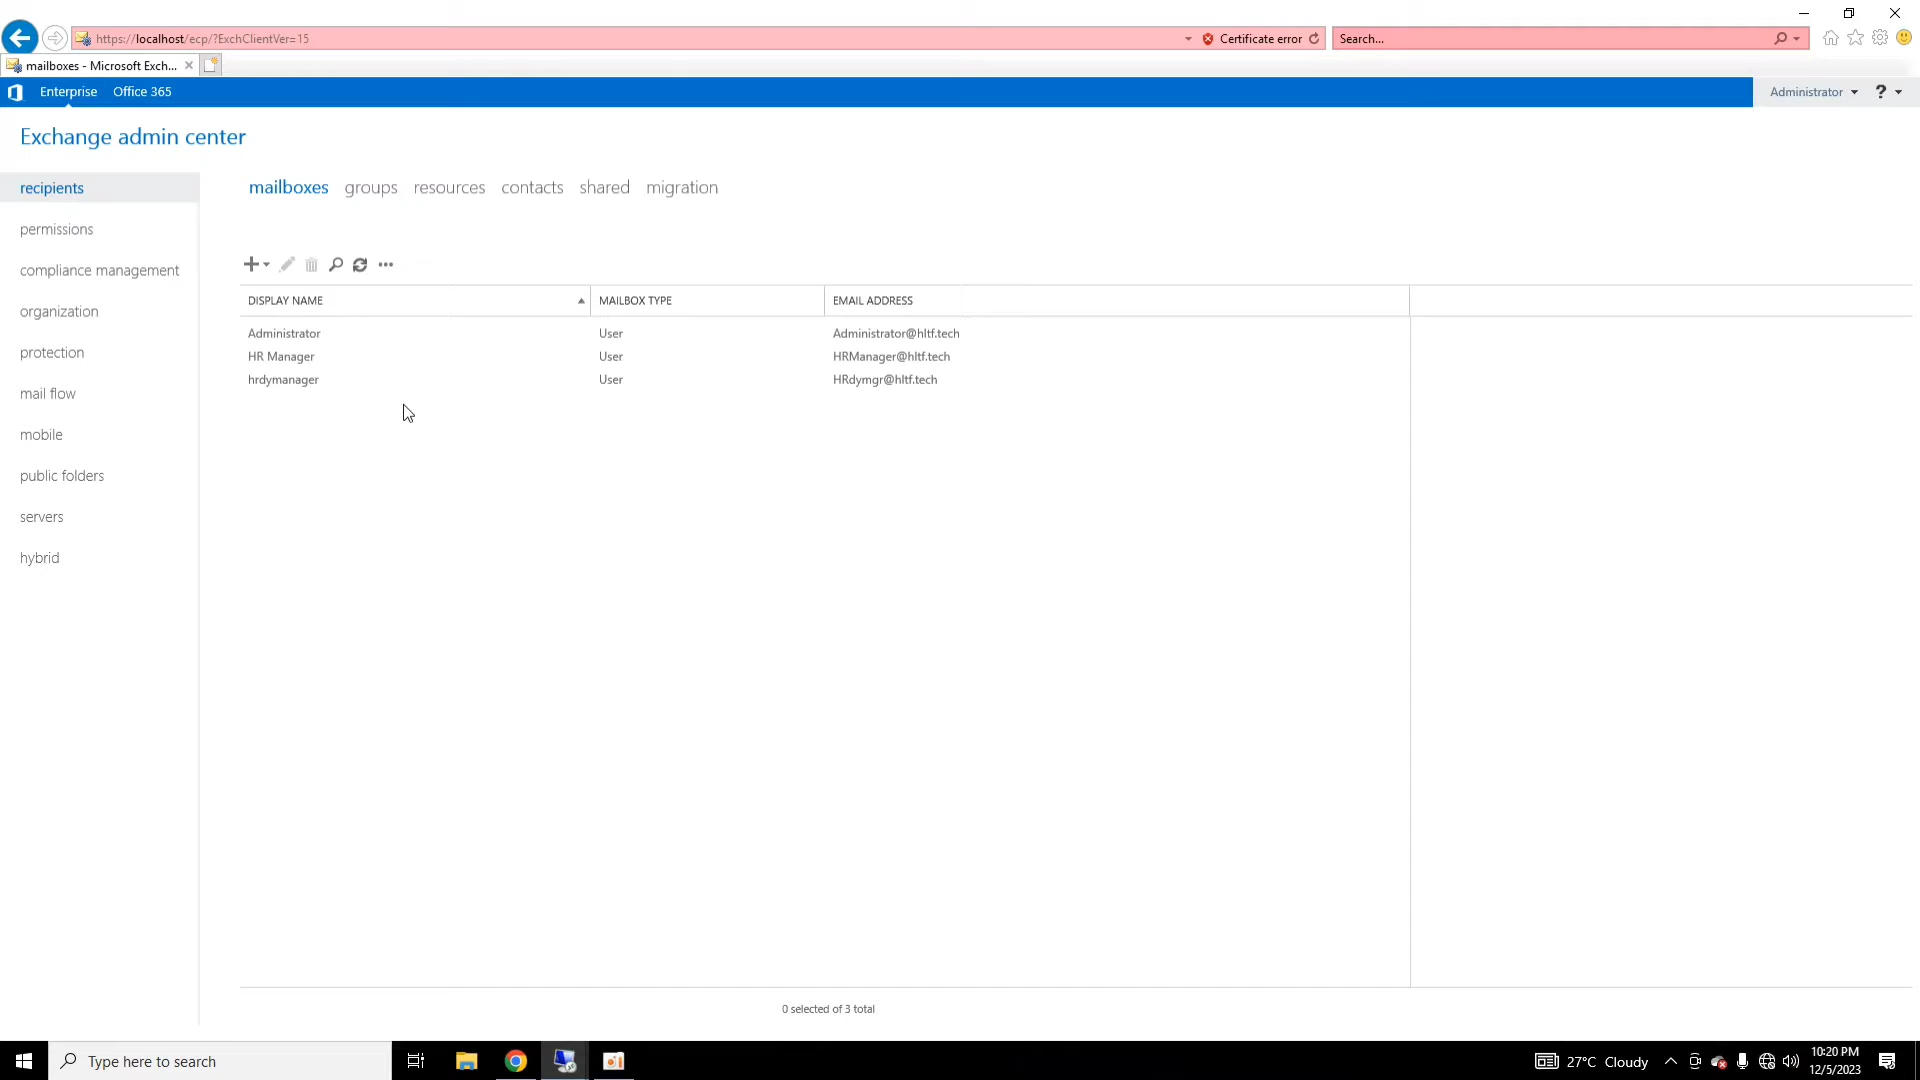 https://localhost/ecp/?ExchClientVer=15
Certificate error
Search...
mailboxes - Microsoft Exch...
Enterprise Office 365
Administrator ?
Exchange admin center
recipients
permissions
compliance management
organization
protection
mail flow
mobile
public folders
servers
hybrid
mailboxes groups resources contacts shared migration
DISPLAY NAME MAILBOX TYPE EMAIL ADDRESS
Administrator User Administrator@hltf.tech
HR Manager User HRManager@hltf.tech
hrdymanager User HRdymgr@hltf.tech
0 selected of 3 total
Type here to search
27°C Cloudy
10:20 PM
12/5/2023